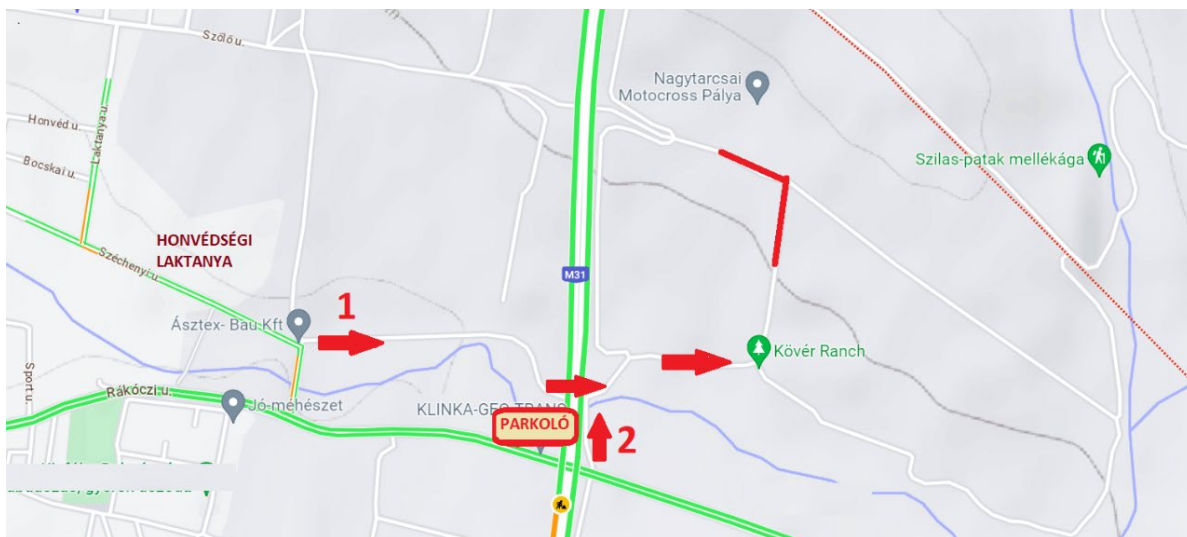 Szőlő u.
Nagytarcsai
Motocross Pálya
Honvéd u.
Laktanya u.
Bocskai u.
Szilas-patak mellékága
HONVÉDSÉGI
LAKTANYA
Széchenyi u.
M31
1
Ásztex- Bau Kft
Kövér Ranch
Sport u.
Rákóczi u.
Jó-méhészet
KLINKA-GEO-TRANS
PARKOLÓ
2